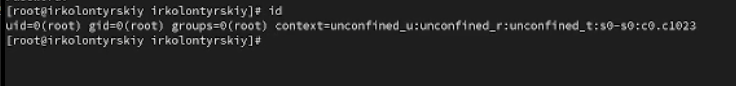 [root@irkolontyrskiy irkolontyrskiy]# id
uid=0(root) gid=0(root) groups=0(root) context=unconfined_u:unconfined_r:unconfined_t:s0-s0:c0.c1023
[root@irkolontyrskiy irkolontyrskiy]#